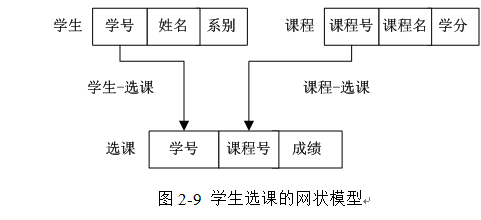 学生 学号 姓名 系别 课程 课程号 课程名 学分
学生-选课 课程-选课
选课 学号 课程号 成绩
图 2-9 学生选课的网状模型